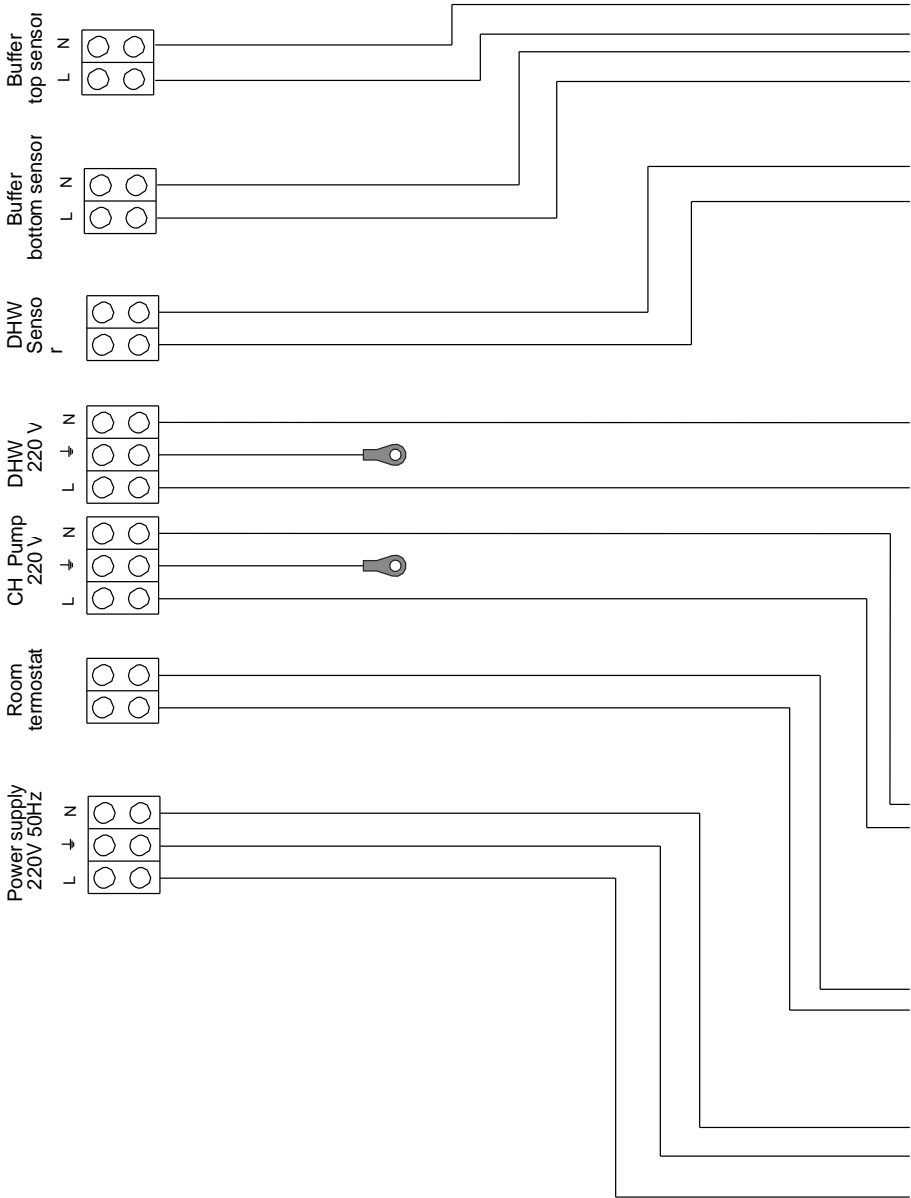 Buffer
top sensor
N
L
Buffer
bottom sensor
N
L
DHW
Senso
r
DHW
220 V
N
L
CH Pump
220 V
N
L
Room
termostat
Power supply
220V 50Hz
N
L